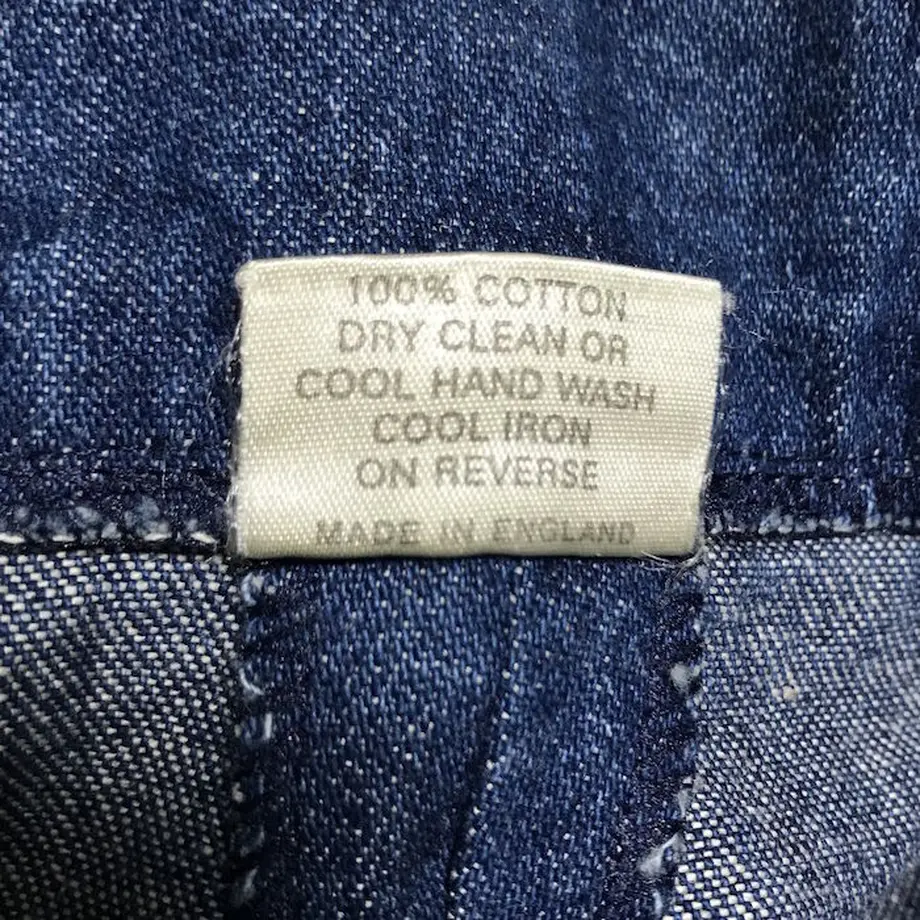 100% COTTON
DRY CLEAN OR
COOL HAND WASH
COOL IRON
ON REVERSE
MADE IN ENGLAND